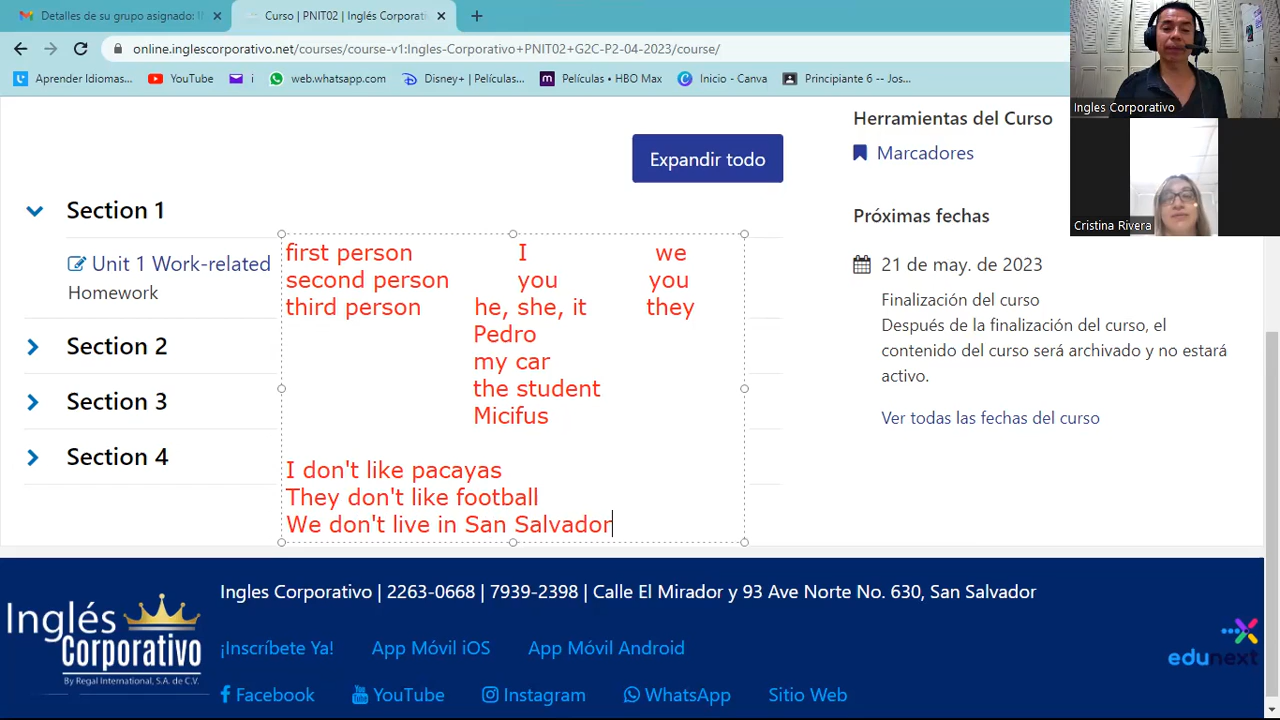 Detalles de su grupo asignado: 1
Curso | PNIT02 | Inglés Corporativ
online.inglescorporativo.net/courses/course-v1:Ingles-Corporativo+PNIT02+G2C-P2-04-2023/course/
Aprender Idiomas...
YouTube
i
web.whatsapp.com
Disney+ | Películas...
Películas • HBO Max
Inicio - Canva
Principiante 6 -- Jos...
Ingles Corporativo
Cristina Rivera
Expandir todo
Herramientas del Curso
Marcadores
Section 1
Unit 1 Work-related
Homework
Section 2
Section 3
Section 4
first person I we
second person you you
third person he, she, it they
Pedro
my car
the student
Micifus
I don't like pacayas
They don't like football
We don't live in San Salvador
Próximas fechas
21 de may. de 2023
Finalización del curso
Después de la finalización del curso, el
contenido del curso será archivado y no estará
activo.
Ver todas las fechas del curso
Inglés
Corporativo
By Regal International, S.A. de C.V.
Ingles Corporativo | 2263-0668 | 7939-2398 | Calle El Mirador y 93 Ave Norte No. 630, San Salvador
¡Inscríbete Ya!
App Móvil iOS
App Móvil Android
Facebook
YouTube
Instagram
WhatsApp
Sitio Web
edunext